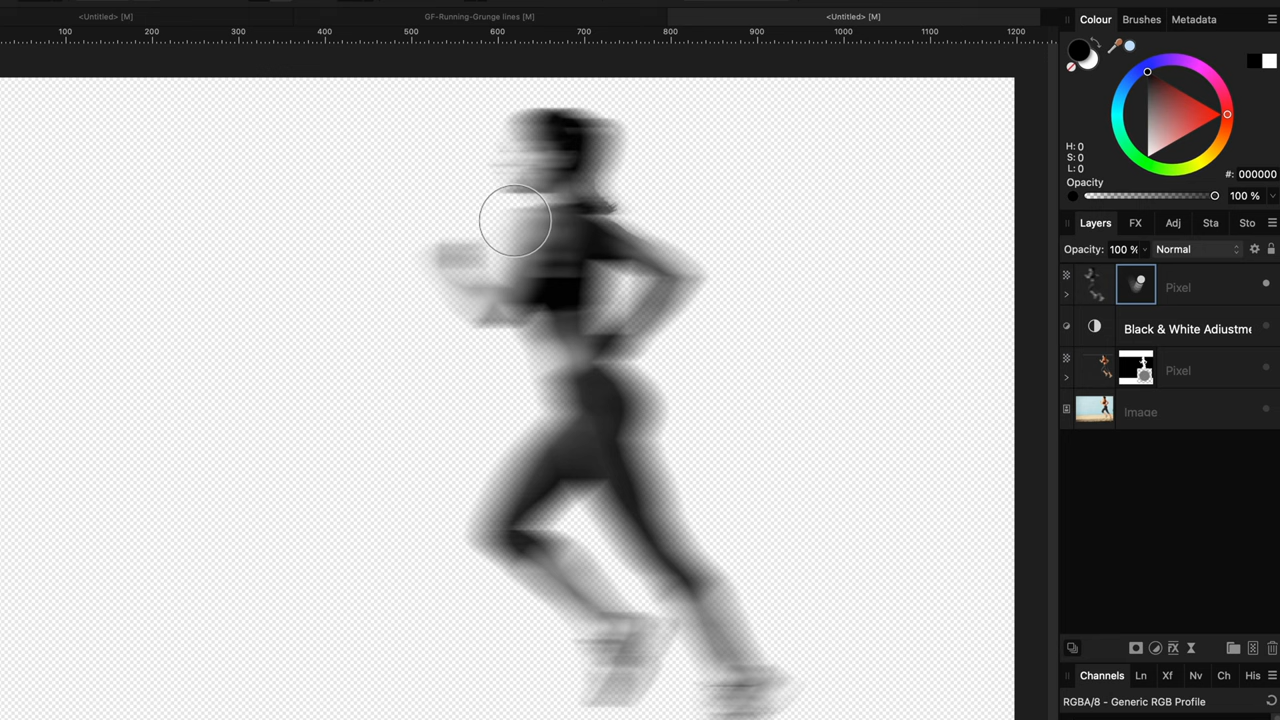 <Untitled> [M]
GF-Running-Grunge lines [M]
<Untitled> [M]
100 200 300 400 500 600 700 800 900 1000 1100 1200
Colour Brushes Metadata
H: 0
S: 0
L: 0
#: 000000
Opacity
100 %
Layers FX Adj Sta Sto
Opacity: 100 % Normal
Pixel
Black & White Adjustme
Pixel
Image
Channels Ln Xf Nv Ch His
RGBA/8 - Generic RGB Profile